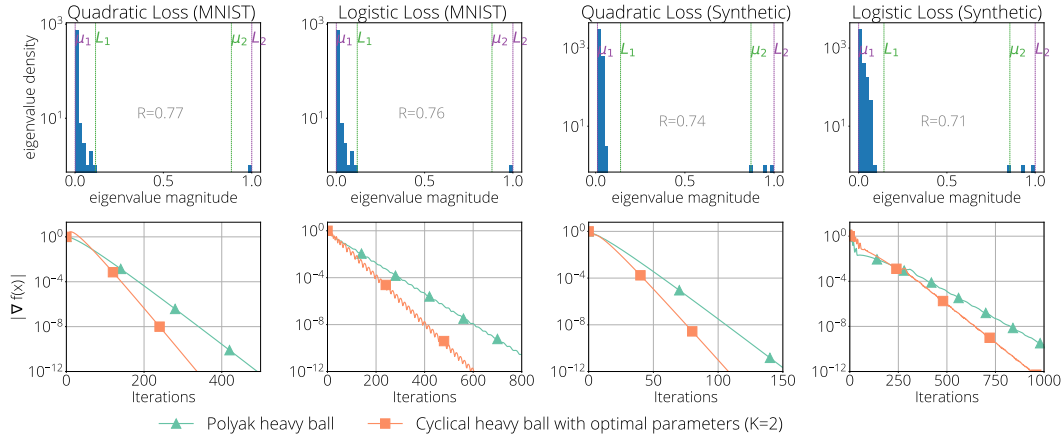 Quadratic Loss (MNIST)
Logistic Loss (MNIST)
Quadratic Loss (Synthetic)
Logistic Loss (Synthetic)
eigenvalue density
10³
10¹
μ₁ L₁ μ₂ L₂
R=0.77
0.0 0.5 1.0
eigenvalue magnitude
10³
10¹
μ₁ L₁ μ₂ L₂
R=0.76
0.0 0.5 1.0
eigenvalue magnitude
10³
10¹
μ₁ L₁ μ₂ L₂
R=0.74
0.0 0.5 1.0
eigenvalue magnitude
10³
10¹
μ₁ L₁ μ₂ L₂
R=0.71
0.0 0.5 1.0
eigenvalue magnitude
|∇ f(x)|
10⁰
10⁻⁴
10⁻⁸
10⁻¹²
0 200 400
Iterations
10⁰
10⁻⁴
10⁻⁸
10⁻¹²
0 200 400 600 800
Iterations
10⁰
10⁻⁴
10⁻⁸
10⁻¹²
0 50 100 150
Iterations
10⁰
10⁻⁴
10⁻⁸
10⁻¹²
0 250 500 750 1000
Iterations
Polyak heavy ball
Cyclical heavy ball with optimal parameters (K=2)